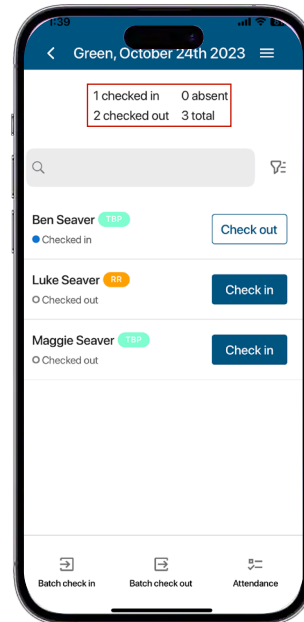 1:39
Green, October 24th 2023
1 checked in 0 absent
2 checked out 3 total
Ben Seaver TBP
Checked in
Check out
Luke Seaver RR
Checked out
Check in
Maggie Seaver TBP
Checked out
Check in
Batch check in Batch check out Attendance